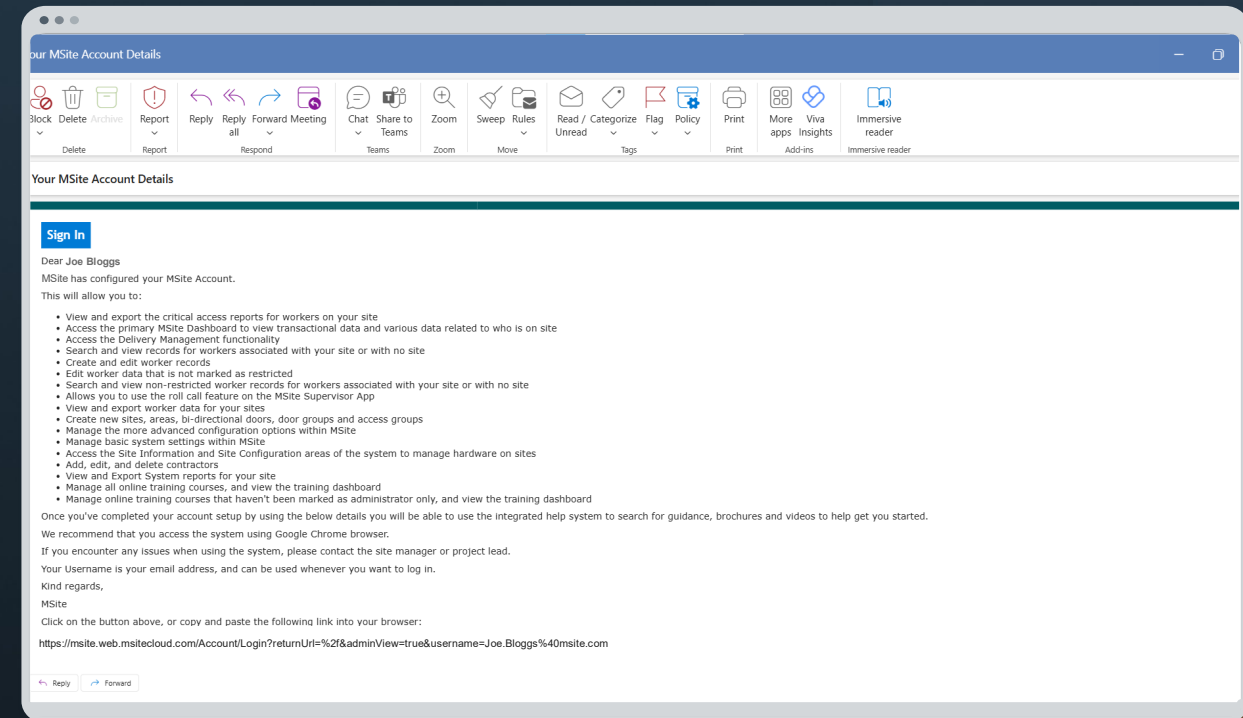 our MSite Account Details
Block Delete Archive Report Reply Reply all Forward Meeting Chat Share to Teams Zoom Sweep Rules Read / Unread Categorize Flag Policy Print More apps Viva Insights Immersive reader
Delete Report Respond Teams Zoom Move Tags Print Add-ins Immersive reader
Your MSite Account Details
Sign In
Dear Joe Bloggs
MSite has configured your MSite Account.
This will allow you to:
• View and export the critical access reports for workers on your site
• Access the primary MSite Dashboard to view transactional data and various data related to who is on site
• Access the Delivery Management functionality
• Search and view records for workers associated with your site or with no site
• Create and edit worker records
• Edit worker data that is not marked as restricted
• Search and view non-restricted worker records for workers associated with your site or with no site
• Allows you to use the roll call feature on the MSite Supervisor App
• View and export worker data for your sites
• Create new sites, areas, bi-directional doors, door groups and access groups
• Manage the more advanced configuration options within MSite
• Manage basic system settings within MSite
• Access the Site Information and Site Configuration areas of the system to manage hardware on sites
• Add, edit, and delete contractors
• View and Export System reports for your site
• Manage all online training courses, and view the training dashboard
• Manage online training courses that haven't been marked as administrator only, and view the training dashboard
Once you've completed your account setup by using the below details you will be able to use the integrated help system to search for guidance, brochures and videos to help get you started.
We recommend that you access the system using Google Chrome browser.
If you encounter any issues when using the system, please contact the site manager or project lead.
Your Username is your email address, and can be used whenever you want to log in.
Kind regards,
MSite
Click on the button above, or copy and paste the following link into your browser:
https://msite.web.msitecloud.com/Account/Login?returnUrl=%2f&adminView=true&username=Joe.Bloggs%40msite.com
Reply Forward